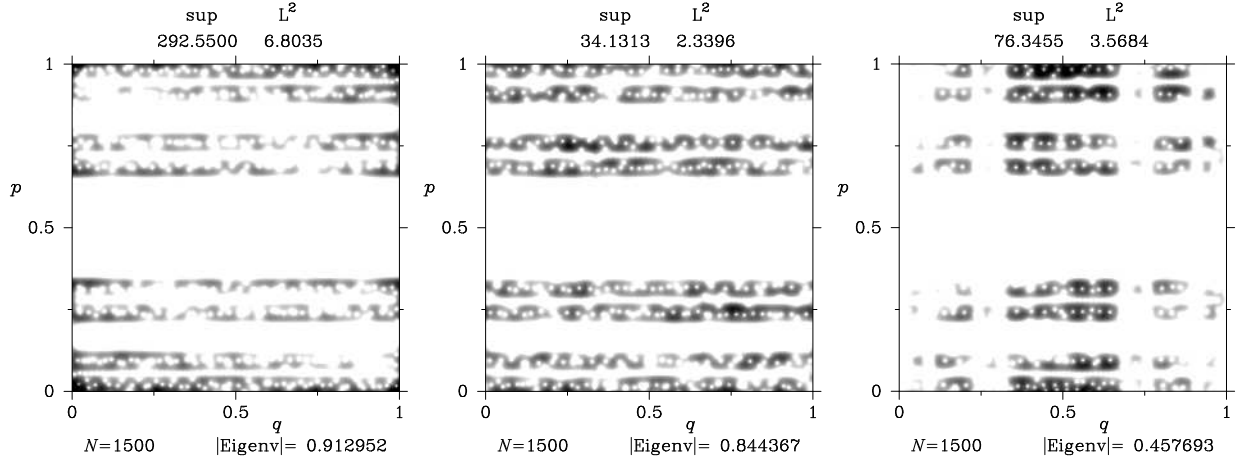 sup L²
292.5500 6.8035
1
p
0.5
0
0 0.5 1
q
N=1500 |Eigenv|= 0.912952
sup L²
34.1313 2.3396
1
p
0.5
0
0 0.5 1
q
N=1500 |Eigenv|= 0.844367
sup L²
76.3455 3.5684
1
p
0.5
0
0 0.5 1
q
N=1500 |Eigenv|= 0.457693